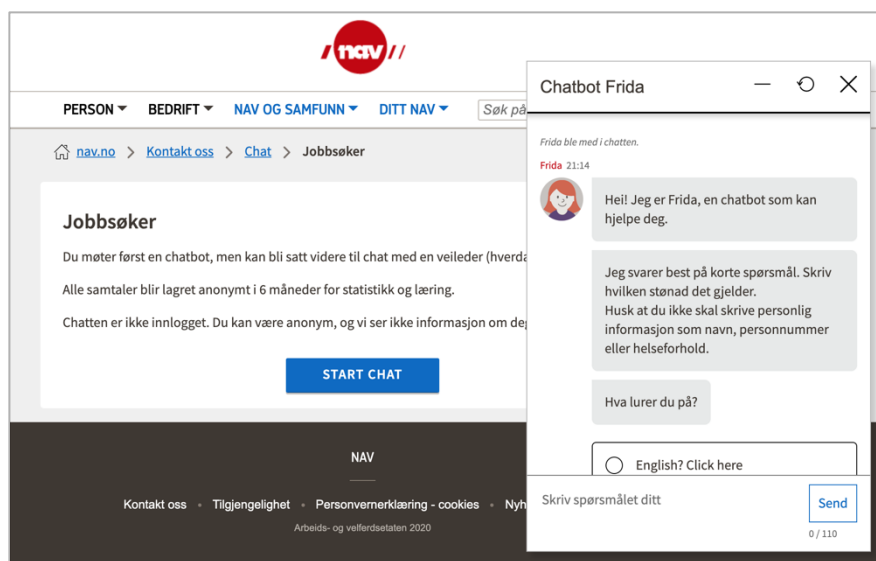 nav
PERSON BEDRIFT NAV OG SAMFUNN DITT NAV Søk på
nav.no > Kontakt oss > Chat > Jobbsøker
Jobbsøker
Du møter først en chatbot, men kan bli satt videre til chat med en veileder (hverda
Alle samtaler blir lagret anonymt i 6 måneder for statistikk og læring.
Chatten er ikke innlogget. Du kan være anonym, og vi ser ikke informasjon om de
START CHAT
NAV
Kontakt oss • Tilgjengelighet • Personvernerklæring - cookies • Nyh
Arbeids- og velferdsetaten 2020
Chatbot Frida
Frida ble med i chatten.
Frida 21:14
Hei! Jeg er Frida, en chatbot som kan
hjelpe deg.
Jeg svarer best på korte spørsmål. Skriv
hvilken stønad det gjelder.
Husk at du ikke skal skrive personlig
informasjon som navn, personnummer
eller helseforhold.
Hva lurer du på?
English? Click here
Skriv spørsmålet ditt
Send
0 / 110